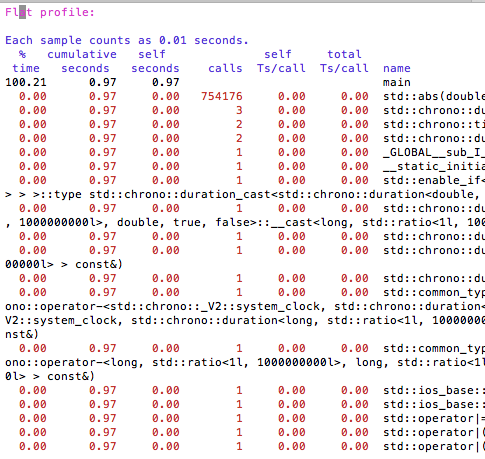 Flat profile:
Each sample counts as 0.01 seconds.
% cumulative self self total
time seconds seconds calls Ts/call Ts/call name
100.21 0.97 0.97 main
0.00 0.97 0.00 754176 0.00 0.00 std::abs(double
0.00 0.97 0.00 3 0.00 0.00 std::chrono::du
0.00 0.97 0.00 2 0.00 0.00 std::chrono::ti
0.00 0.97 0.00 2 0.00 0.00 std::chrono::du
0.00 0.97 0.00 1 0.00 0.00 _GLOBAL__sub_I_
0.00 0.97 0.00 1 0.00 0.00 __static_initia
0.00 0.97 0.00 1 0.00 0.00 std::enable_if<
> > >::type std::chrono::duration_cast<std::chrono::duration<double,
0.00 0.97 0.00 1 0.00 0.00 std::chrono::du
, 1000000000l>, double, true, false>::__cast<long, std::ratio<1l, 100
0.00 0.97 0.00 1 0.00 0.00 std::chrono::du
0.00 0.97 0.00 1 0.00 0.00 std::chrono::du
00000l> > const&)
0.00 0.97 0.00 1 0.00 0.00 std::chrono::du
0.00 0.97 0.00 1 0.00 0.00 std::common_typ
ono::operator-<std::chrono::_V2::system_clock, std::chrono::duration<
V2::system_clock, std::chrono::duration<long, std::ratio<1l, 10000000
nst&)
0.00 0.97 0.00 1 0.00 0.00 std::common_typ
ono::operator-<long, std::ratio<1l, 1000000000l>, long, std::ratio<1l
0l> > const&)
0.00 0.97 0.00 1 0.00 0.00 std::ios_base::
0.00 0.97 0.00 1 0.00 0.00 std::ios_base::
0.00 0.97 0.00 1 0.00 0.00 std::operator|=
0.00 0.97 0.00 1 0.00 0.00 std::operator|(
0.00 0.97 0.00 1 0.00 0.00 std::operator|(